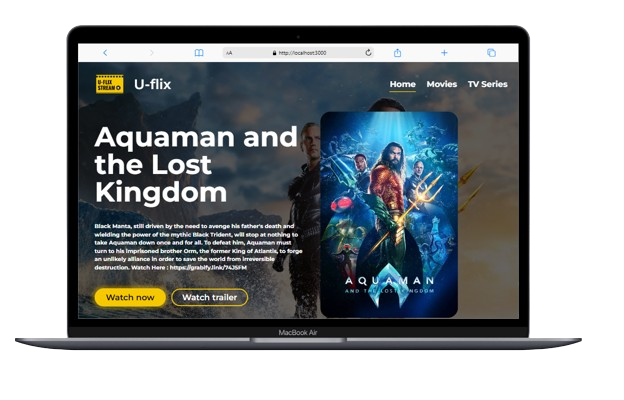 AA
http://localhost:3000
U-FLIX
STREAM
U-flix
Home Movies TV Series
Aquaman and
the Lost
Kingdom
Black Manta, still driven by the need to avenge his father's death and
wielding the power of the mythic Black Trident, will stop at nothing to
take Aquaman down once and for all. To defeat him, Aquaman must
turn to his imprisoned brother Orm, the former King of Atlantis, to forge
an unlikely alliance in order to save the world from irreversible
destruction. Watch Here : https://grabify.link/74J5FM
Watch now Watch trailer
AQUAMAN
AND THE LOST KINGDOM
MacBook Air